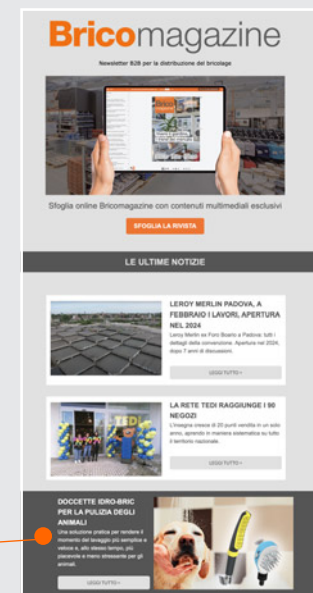 Bricomagazine
Newsletter B2B per la distribuzione del bricolage
Sfoglia online Bricomagazine con contenuti multimediali esclusivi
SFOGLIA LA RIVISTA
LE ULTIME NOTIZIE
LEROY MERLIN PADOVA, A
FEBBRAIO I LAVORI, APERTURA
NEL 2024
Leroy Merlin ex Foro Boario a Padova: tutti i
dettagli della convenzione. Apertura nel 2024,
dopo 7 anni di discussioni.
LEGGI TUTTO »
LA RETE TEDI RAGGIUNGE I 90
NEGOZI
L'insegna cresce di 20 punti vendita in un solo
anno, aprendo in maniera sistematica su tutto
il territorio nazionale.
LEGGI TUTTO »
TEDI
DOCCETTE IDRO-BRIC
PER LA PULIZIA DEGLI
ANIMALI
Una soluzione pratica per rendere il
momento del lavaggio più semplice e
veloce e, allo stesso tempo, più
piacevole e meno stressante per gli
animali.
LEGGI TUTTO »